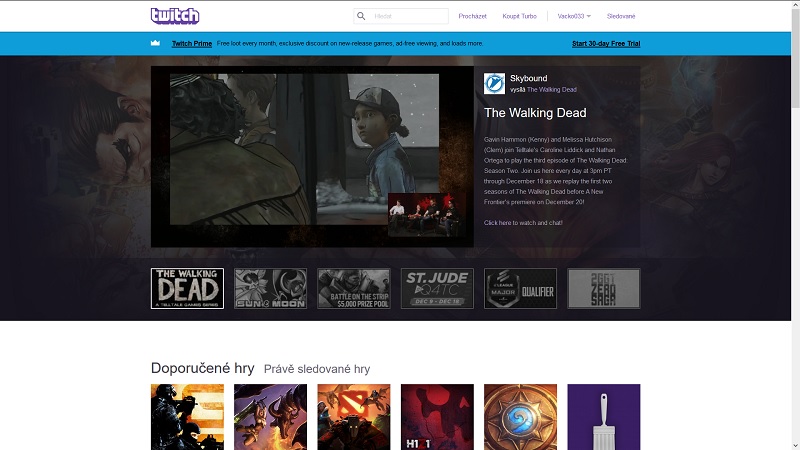 twitch
Hledat
Procházet
Koupit Turbo
Vacko033
Sledované
Twitch Prime Free loot every month, exclusive discount on new-release games, ad-free viewing, and loads more.
Start 30-day Free Trial
Skybound
vysílá The Walking Dead
The Walking Dead
Gavin Hammon (Kenny) and Melissa Hutchison
(Clem) join Telltale's Caroline Liddick and Nathan
Ortega to play the third episode of The Walking Dead:
Season Two. Join us here every day at 3pm PT
through December 18 as we replay the first two
seasons of The Walking Dead before A New
Frontier's premiere on December 20!
Click here to watch and chat!
THE WALKING
DEAD
A TELLTALE GAMES SERIES
SUN & MOON
BATTLE ON THE STRIP
$5,000 PRIZE POOL
ST. JUDE
Q4TC
DEC 9 - DEC 18
ELEAGUE
MAJOR
QUALIFIER
Doporučené hry Právě sledované hry
H1Z1